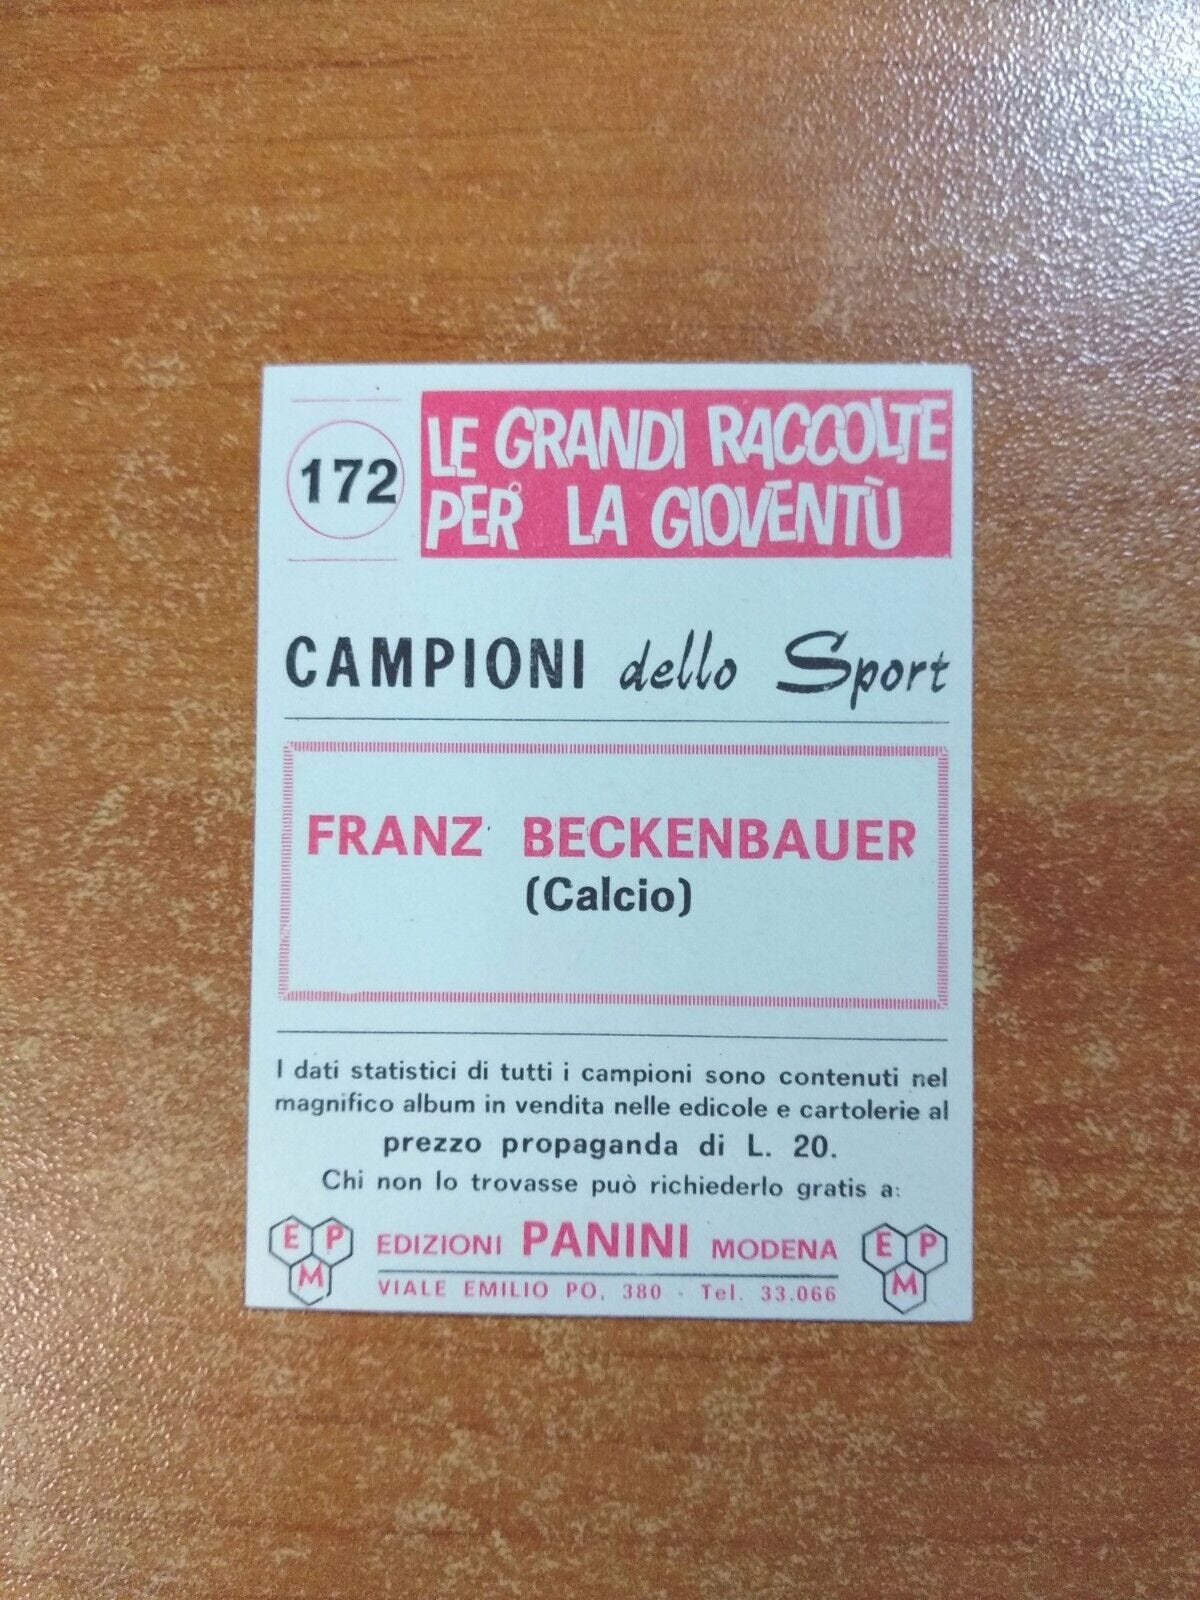 172
LE GRANDI RACCOLTE
PER LA GIOVENTÙ
CAMPIONI dello Sport
FRANZ BECKENBAUER
(Calcio)
I dati statistici di tutti i campioni sono contenuti nel
magnifico album in vendita nelle edicole e cartolerie al
prezzo propaganda di L. 20.
Chi non lo trovasse può richiederlo gratis a:
E P M
EDIZIONI PANINI MODENA
VIALE EMILIO PO, 380 - Tel. 33.066
E P M